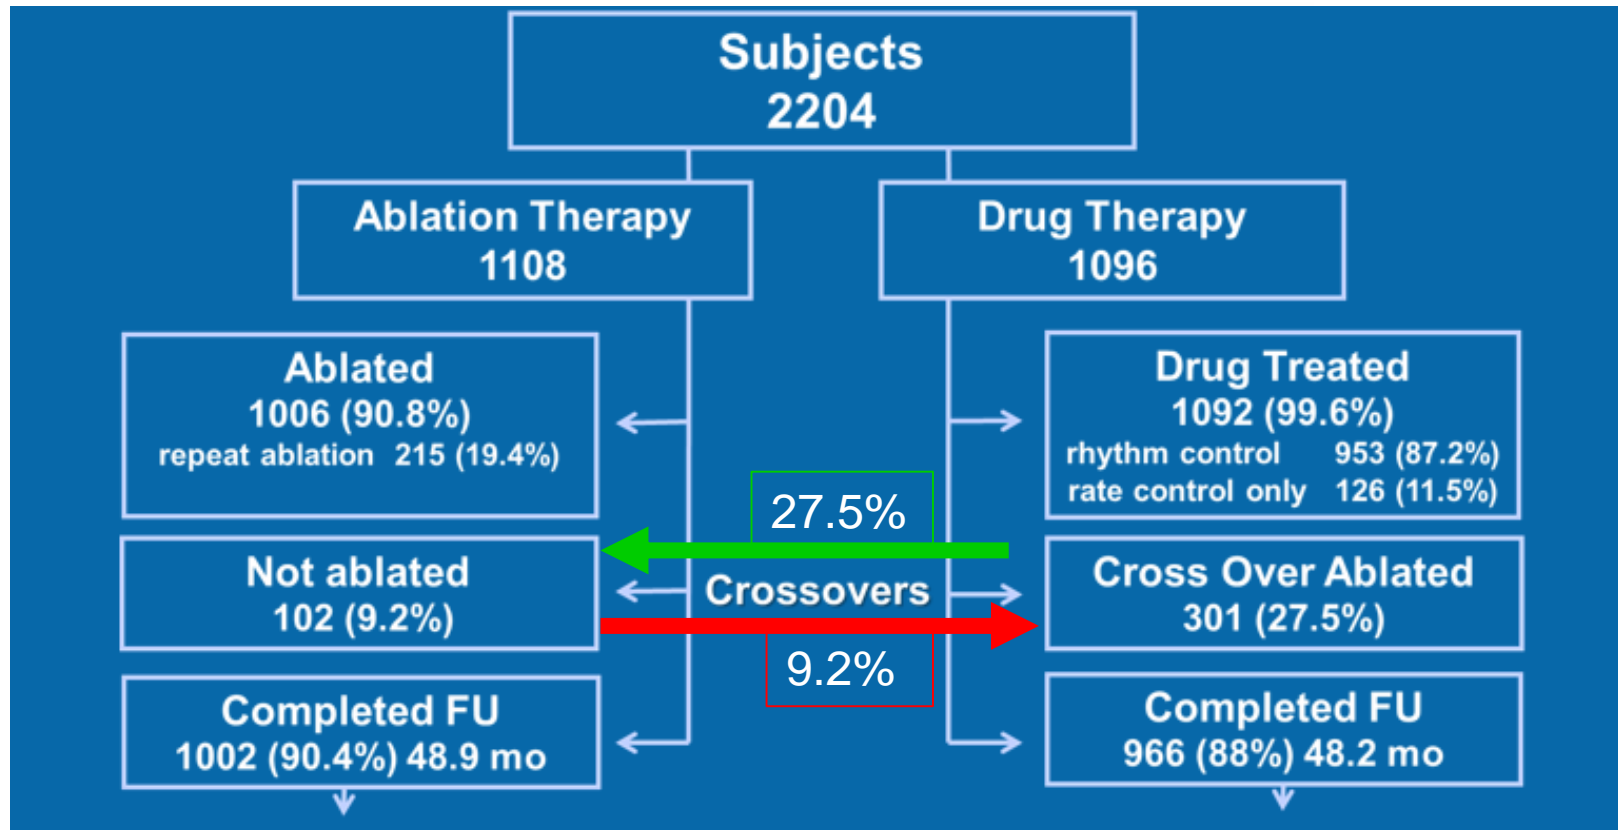 Subjects
2204
Ablation Therapy
1108
Drug Therapy
1096
Ablated
1006 (90.8%)
repeat ablation 215 (19.4%)
Drug Treated
1092 (99.6%)
rhythm control 953 (87.2%)
rate control only 126 (11.5%)
27.5%
Not ablated
102 (9.2%)
Crossovers
Cross Over Ablated
301 (27.5%)
9.2%
Completed FU
1002 (90.4%) 48.9 mo
Completed FU
966 (88%) 48.2 mo